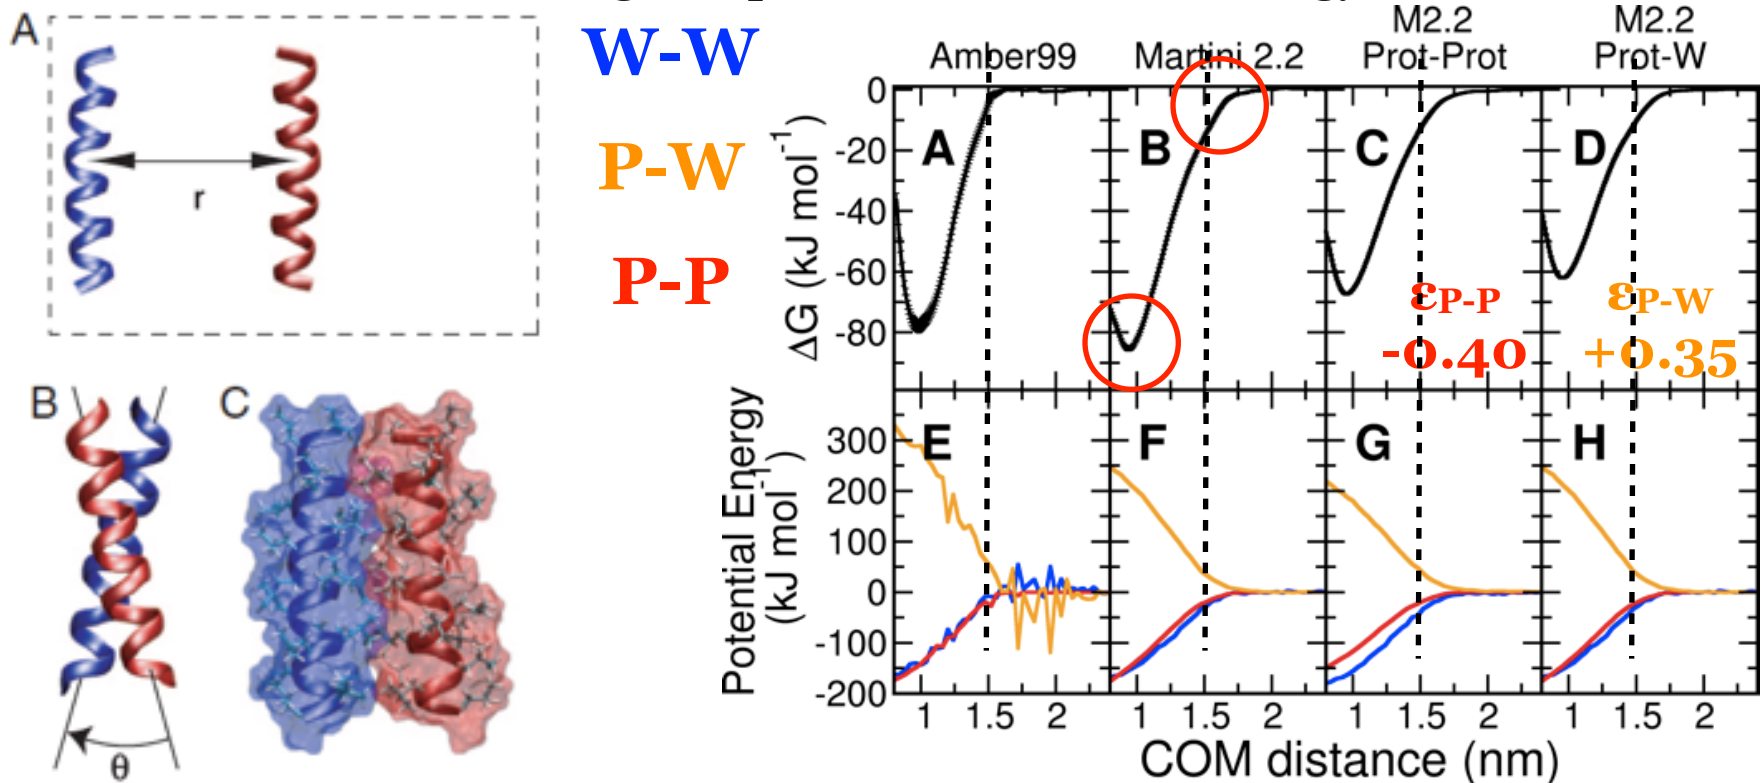 A
r
B
C
θ
W-W
P-W
P-P
Amber99
Martini 2.2
M2.2
Prot-Prot
M2.2
Prot-W
ΔG (kJ mol⁻¹)
0
-20
-40
-60
-80
A
B
C
D
εP-P
-0.40
εP-W
+0.35
Potential Energy
(kJ mol⁻¹)
300
200
100
0
-100
-200
E
F
G
H
1 1.5 2 1 1.5 2 1 1.5 2 1 1.5 2
COM distance (nm)